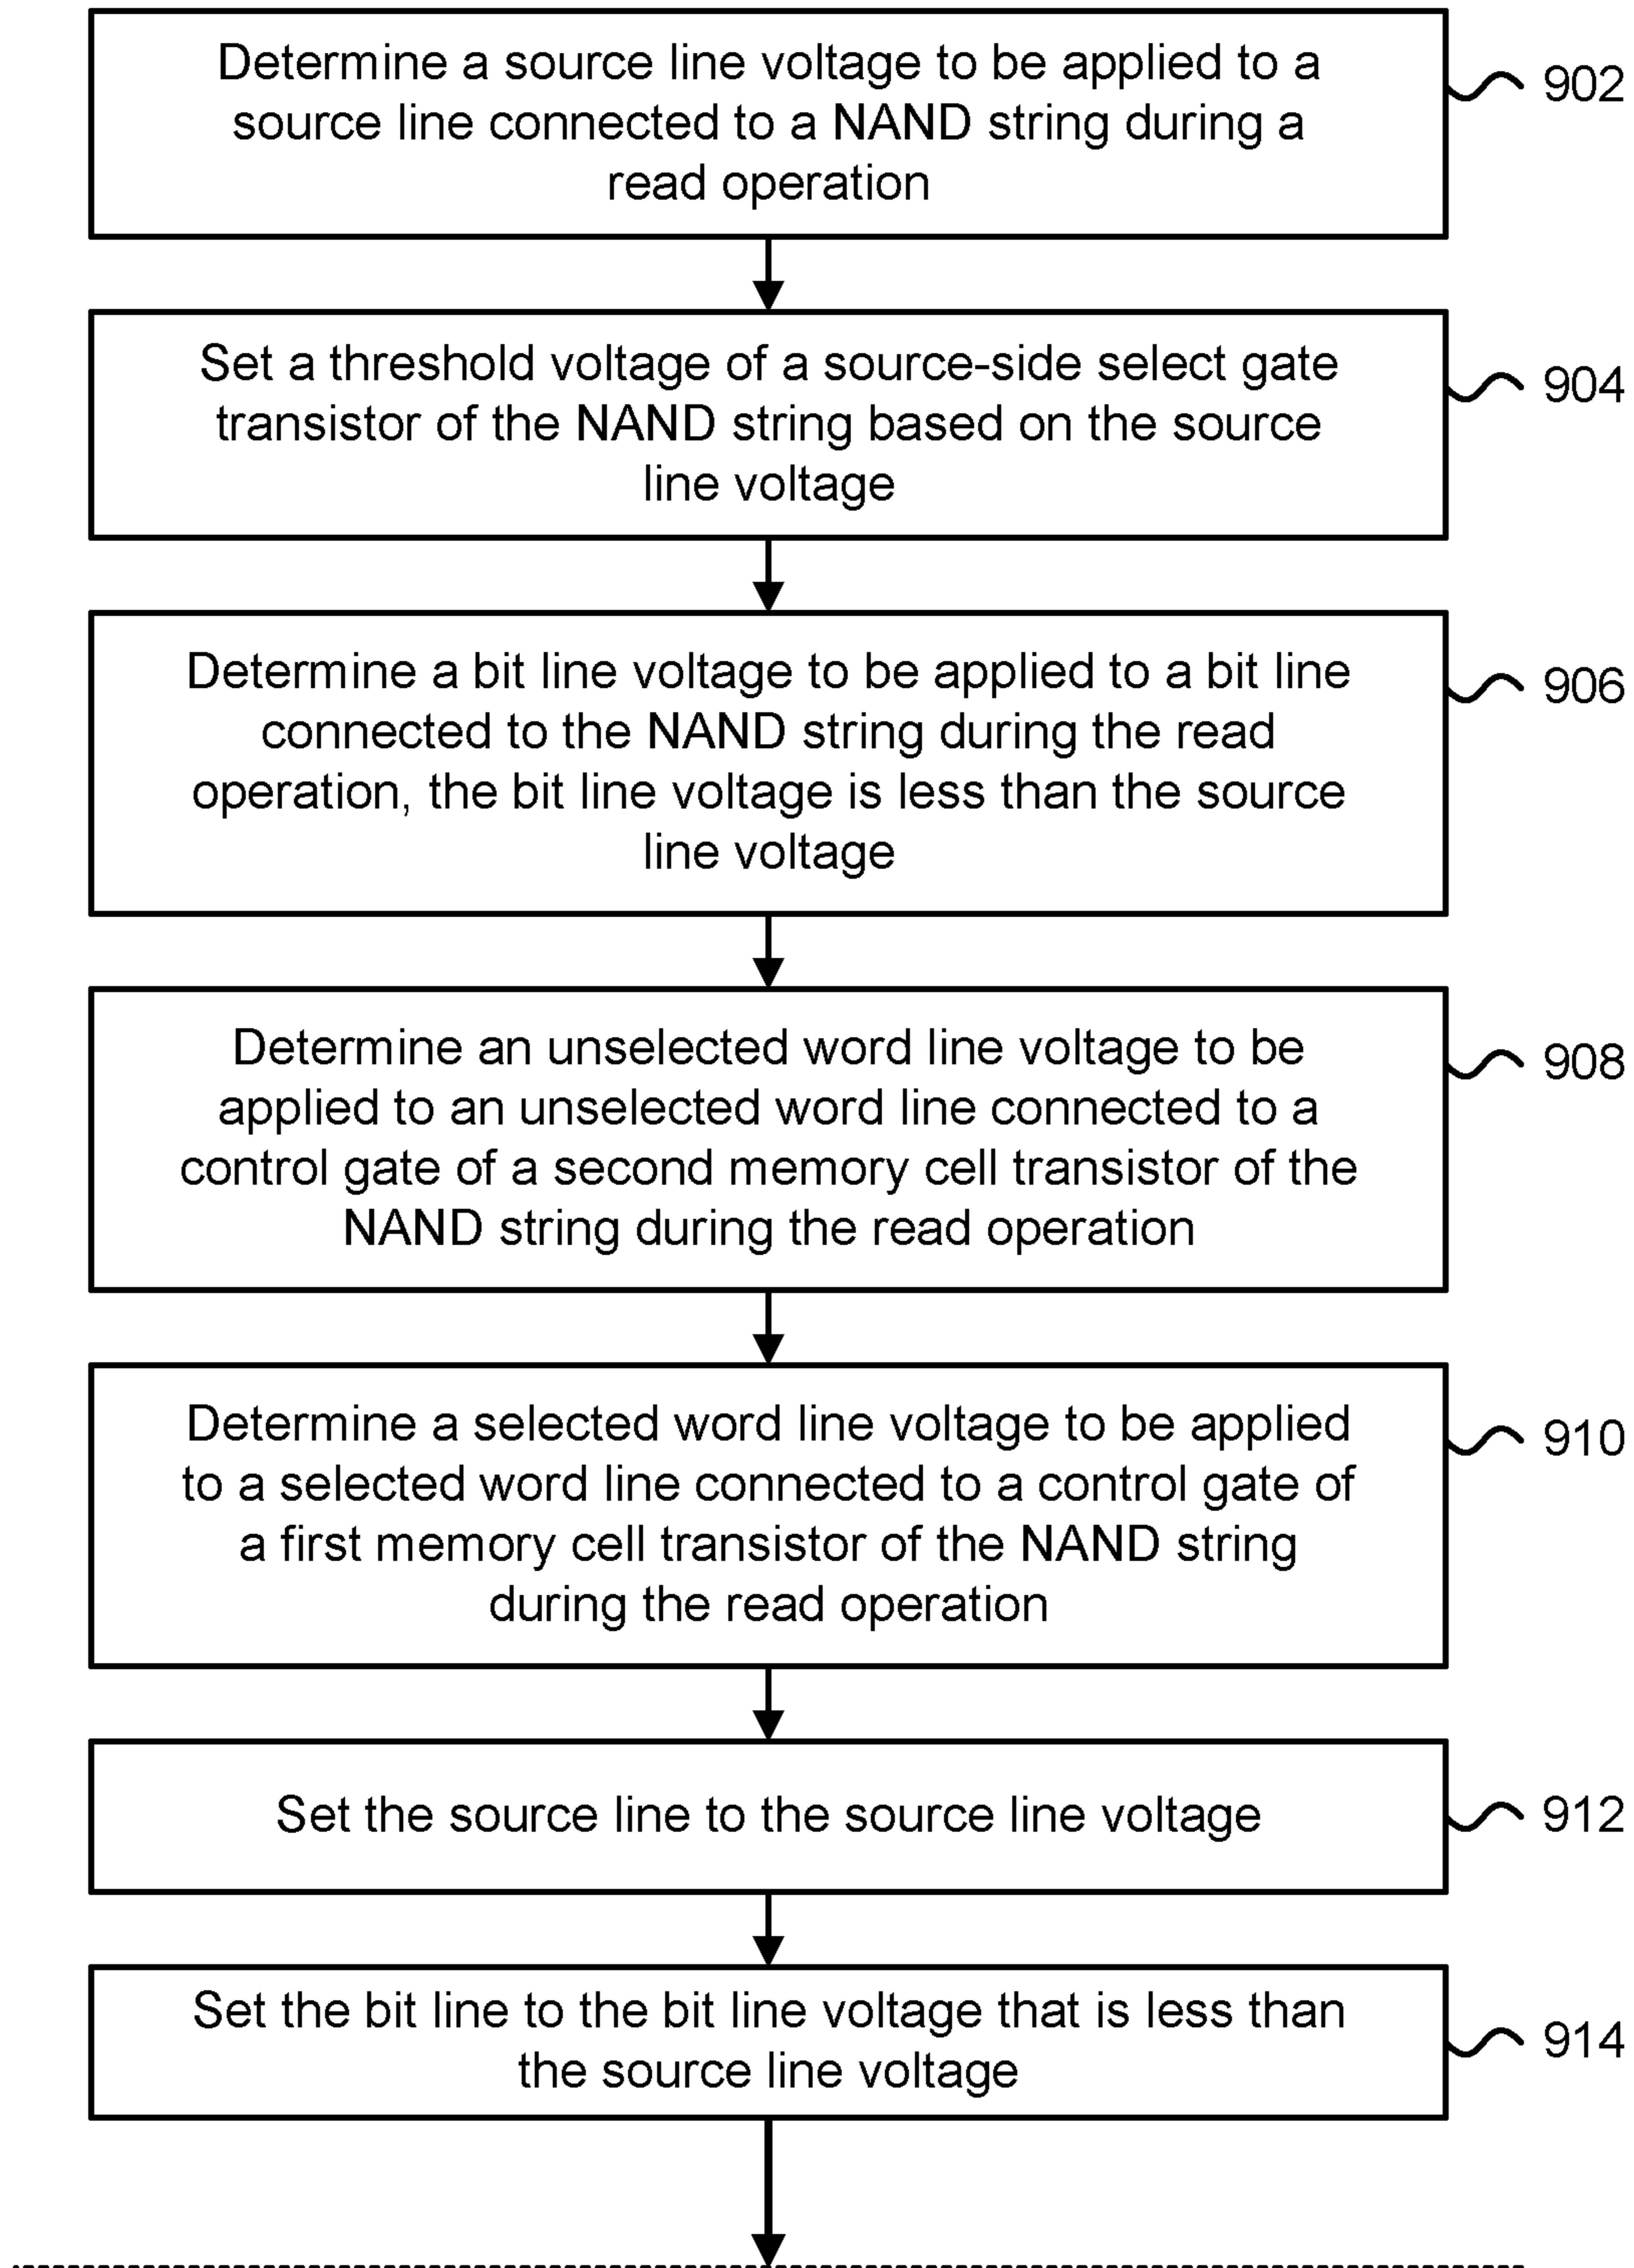 Determine a source line voltage to be applied to a
source line connected to a NAND string during a
read operation
902
Set a threshold voltage of a source-side select gate
transistor of the NAND string based on the source
line voltage
904
Determine a bit line voltage to be applied to a bit line
connected to the NAND string during the read
operation, the bit line voltage is less than the source
line voltage
906
Determine an unselected word line voltage to be
applied to an unselected word line connected to a
control gate of a second memory cell transistor of the
NAND string during the read operation
908
Determine a selected word line voltage to be applied
to a selected word line connected to a control gate of
a first memory cell transistor of the NAND string
during the read operation
910
Set the source line to the source line voltage
912
Set the bit line to the bit line voltage that is less than
the source line voltage
914